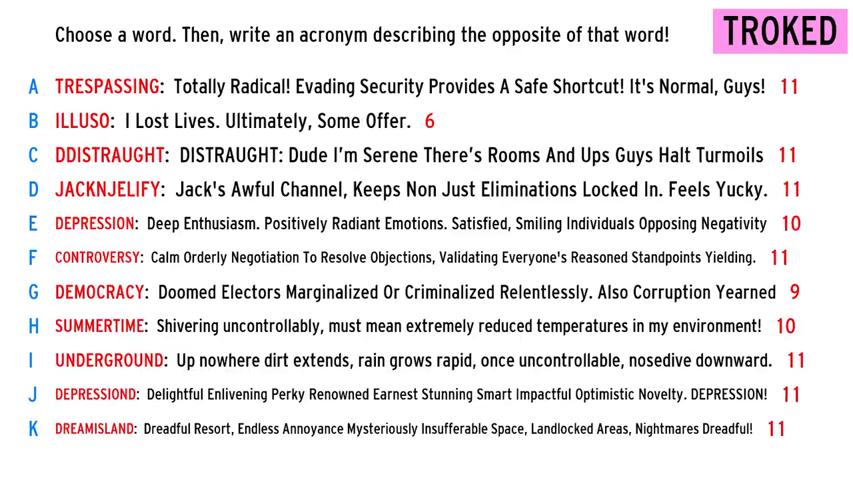 Choose a word. Then, write an acronym describing the opposite of that word!
TROKED
A TRESPASSING: Totally Radical! Evading Security Provides A Safe Shortcut! It's Normal, Guys! 11
B ILLUSO: I Lost Lives. Ultimately, Some Offer. 6
C DDISTRAUGHT: DISTRAUGHT: Dude I’m Serene There’s Rooms And Ups Guys Halt Turmoils 11
D JACKNJELIFY: Jack's Awful Channel, Keeps Non Just Eliminations Locked In. Feels Yucky. 11
E DEPRESSION: Deep Enthusiasm. Positively Radiant Emotions. Satisfied, Smiling Individuals Opposing Negativity 10
F CONTROVERSY: Calm Orderly Negotiation To Resolve Objections, Validating Everyone's Reasoned Standpoints Yielding. 11
G DEMOCRACY: Doomed Electors Marginalized Or Criminalized Relentlessly. Also Corruption Yearned 9
H SUMMERTIME: Shivering uncontrollably, must mean extremely reduced temperatures in my environment! 10
I UNDERGROUND: Up nowhere dirt extends, rain grows rapid, once uncontrollable, nosedive downward. 11
J DEPRESSIOND: Delightful Enlivening Perky Renowned Earnest Stunning Smart Impactful Optimistic Novelty. DEPRESSION! 11
K DREAMISLAND: Dreadful Resort, Endless Annoyance Mysteriously Insufferable Space, Landlocked Areas, Nightmares Dreadful! 11